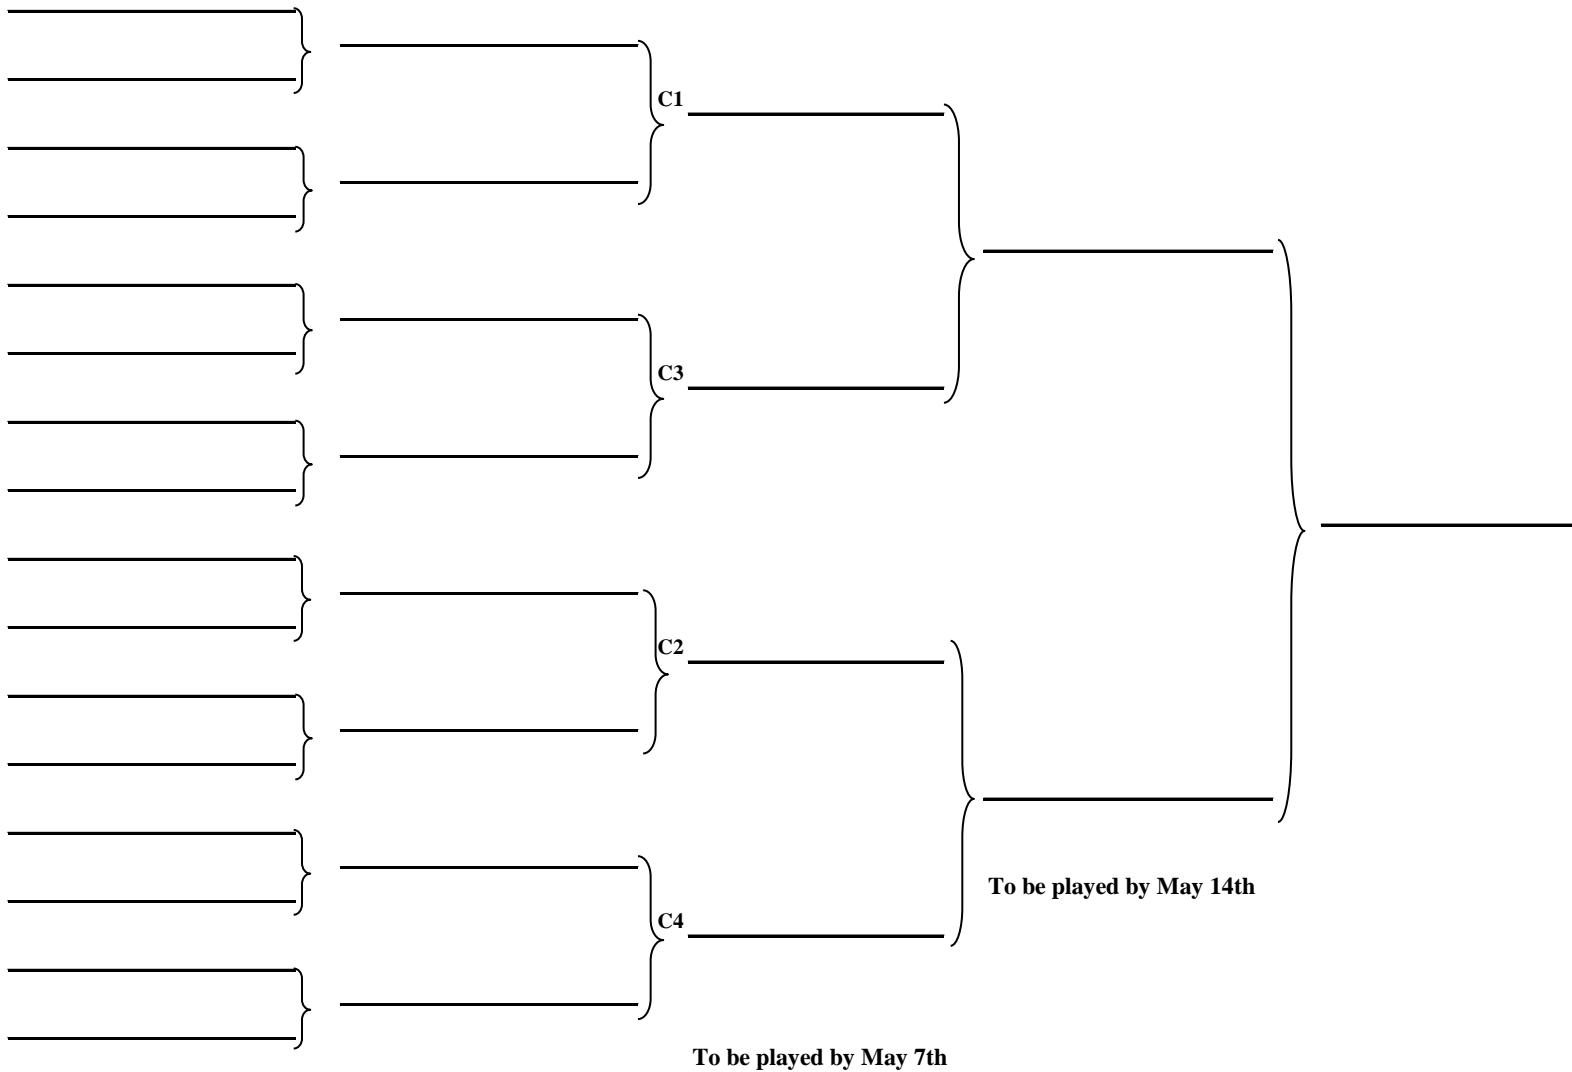 C1
C3
C2
C4
To be played by May 14th
To be played by May 7th